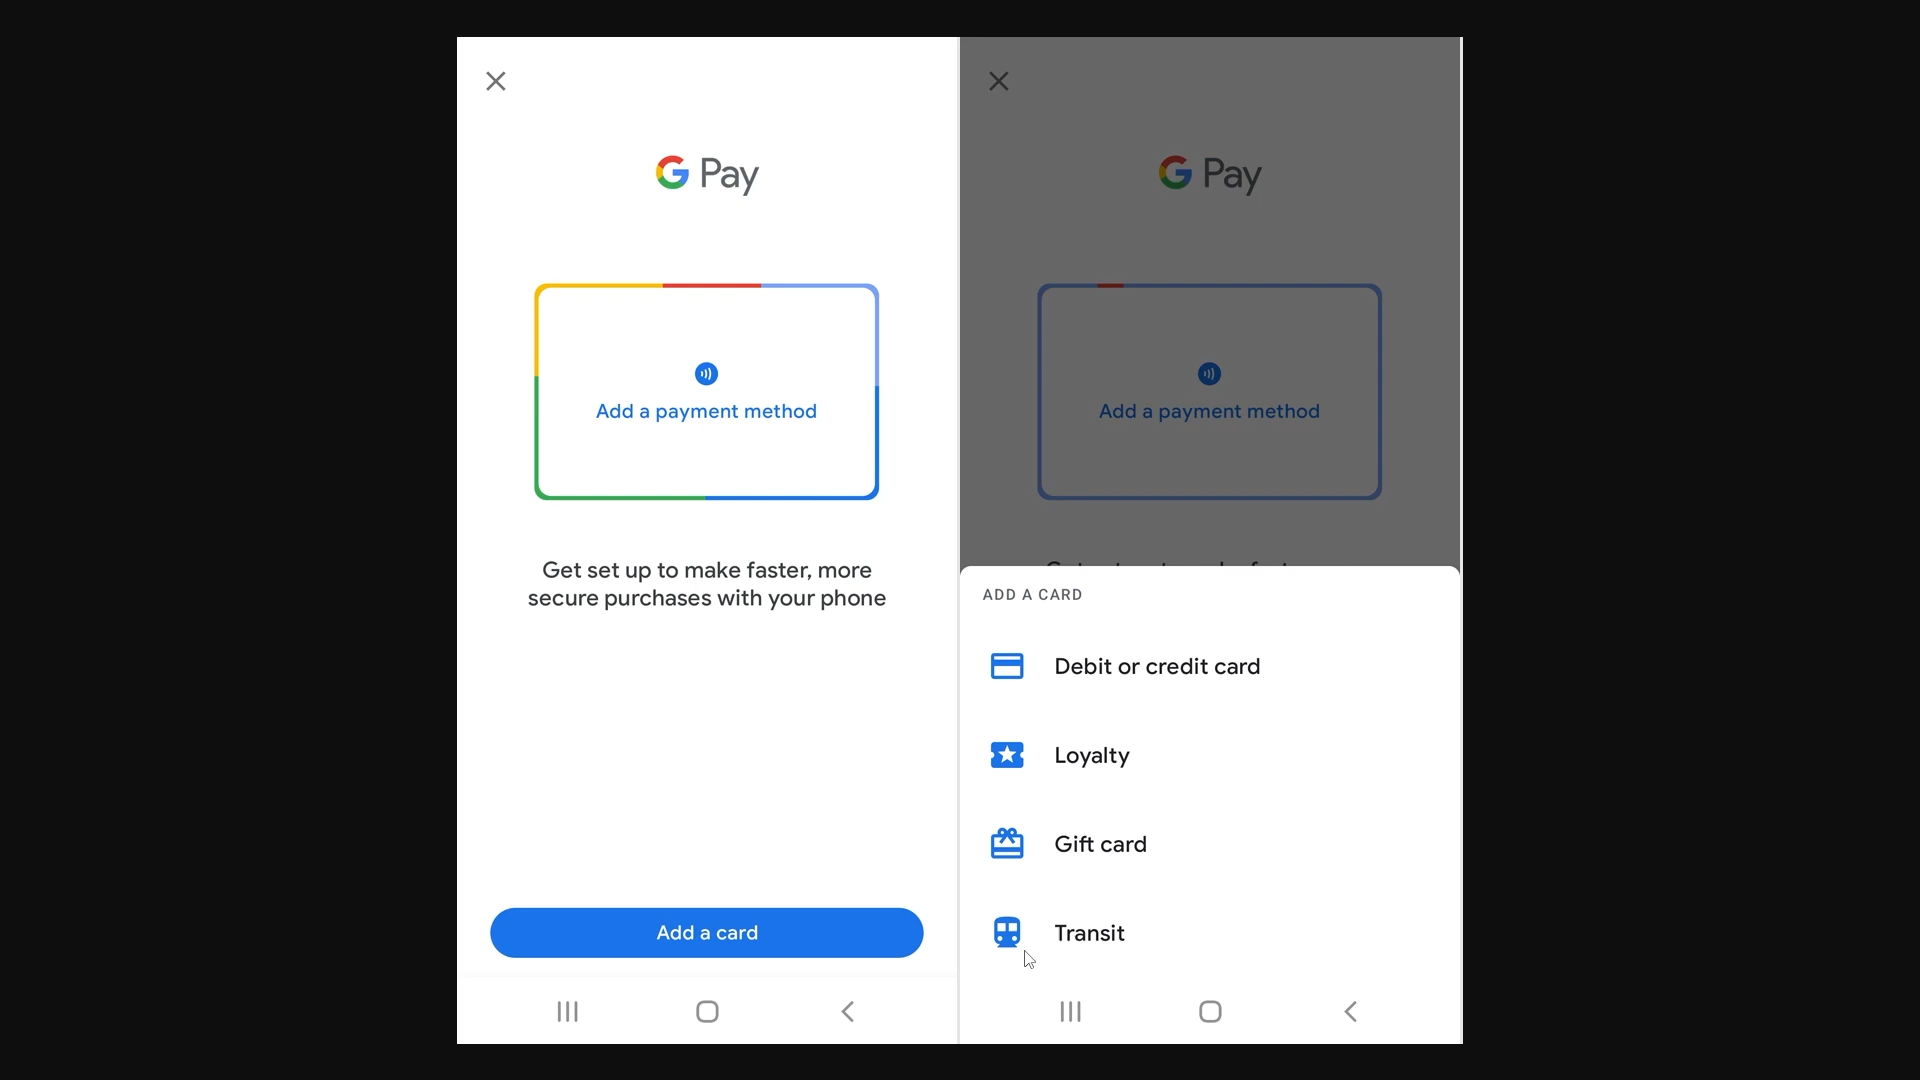 G Pay
Add a payment method
Get set up to make faster, more
secure purchases with your phone
Add a card
G Pay
Add a payment method
ADD A CARD
Debit or credit card
Loyalty
Gift card
Transit